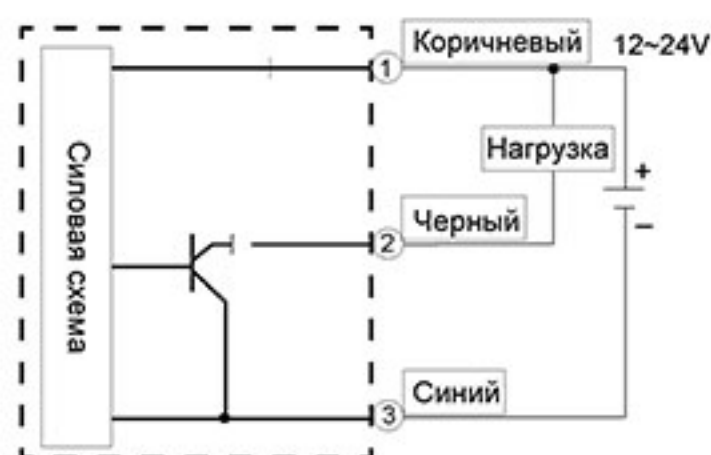 Коричневый
12~24V
1
Нагрузка
+
Силовая схема
Черный
2
−
Синий
3